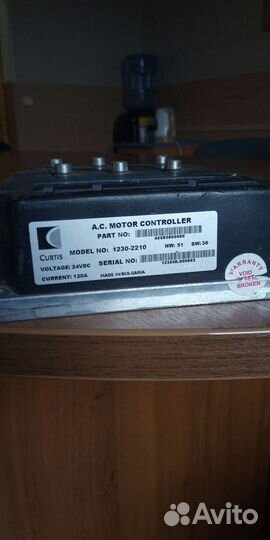 A.C. MOTOR CONTROLLER
PART NO:
CURTIS
MODEL NO: 1230-2210 HW: 51 SW: 38
VOLTAGE: 24VDC
SERIAL NO:
CURRENT: 120A MADE IN BULGARIA
WARRANTY
VOID
IF SEAL
BROKEN
Avito